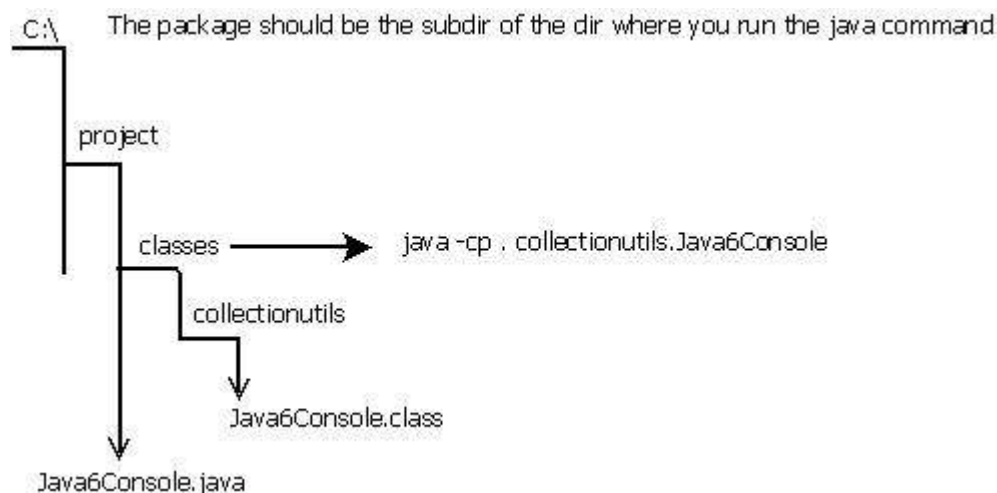 C:\ The package should be the subdir of the dir where you run the java command
project
classes java -cp . collectionutils.Java6Console
collectionutils
Java6Console.class
Java6Console.java